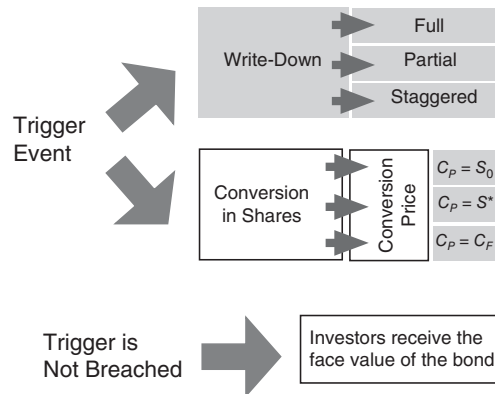 Full
Write-Down
Partial
Staggered
Trigger
Event
Conversion
in Shares
Conversion
Price
C_P = S_0
C_P = S*
C_P = C_F
Trigger is
Not Breached
Investors receive the
face value of the bond